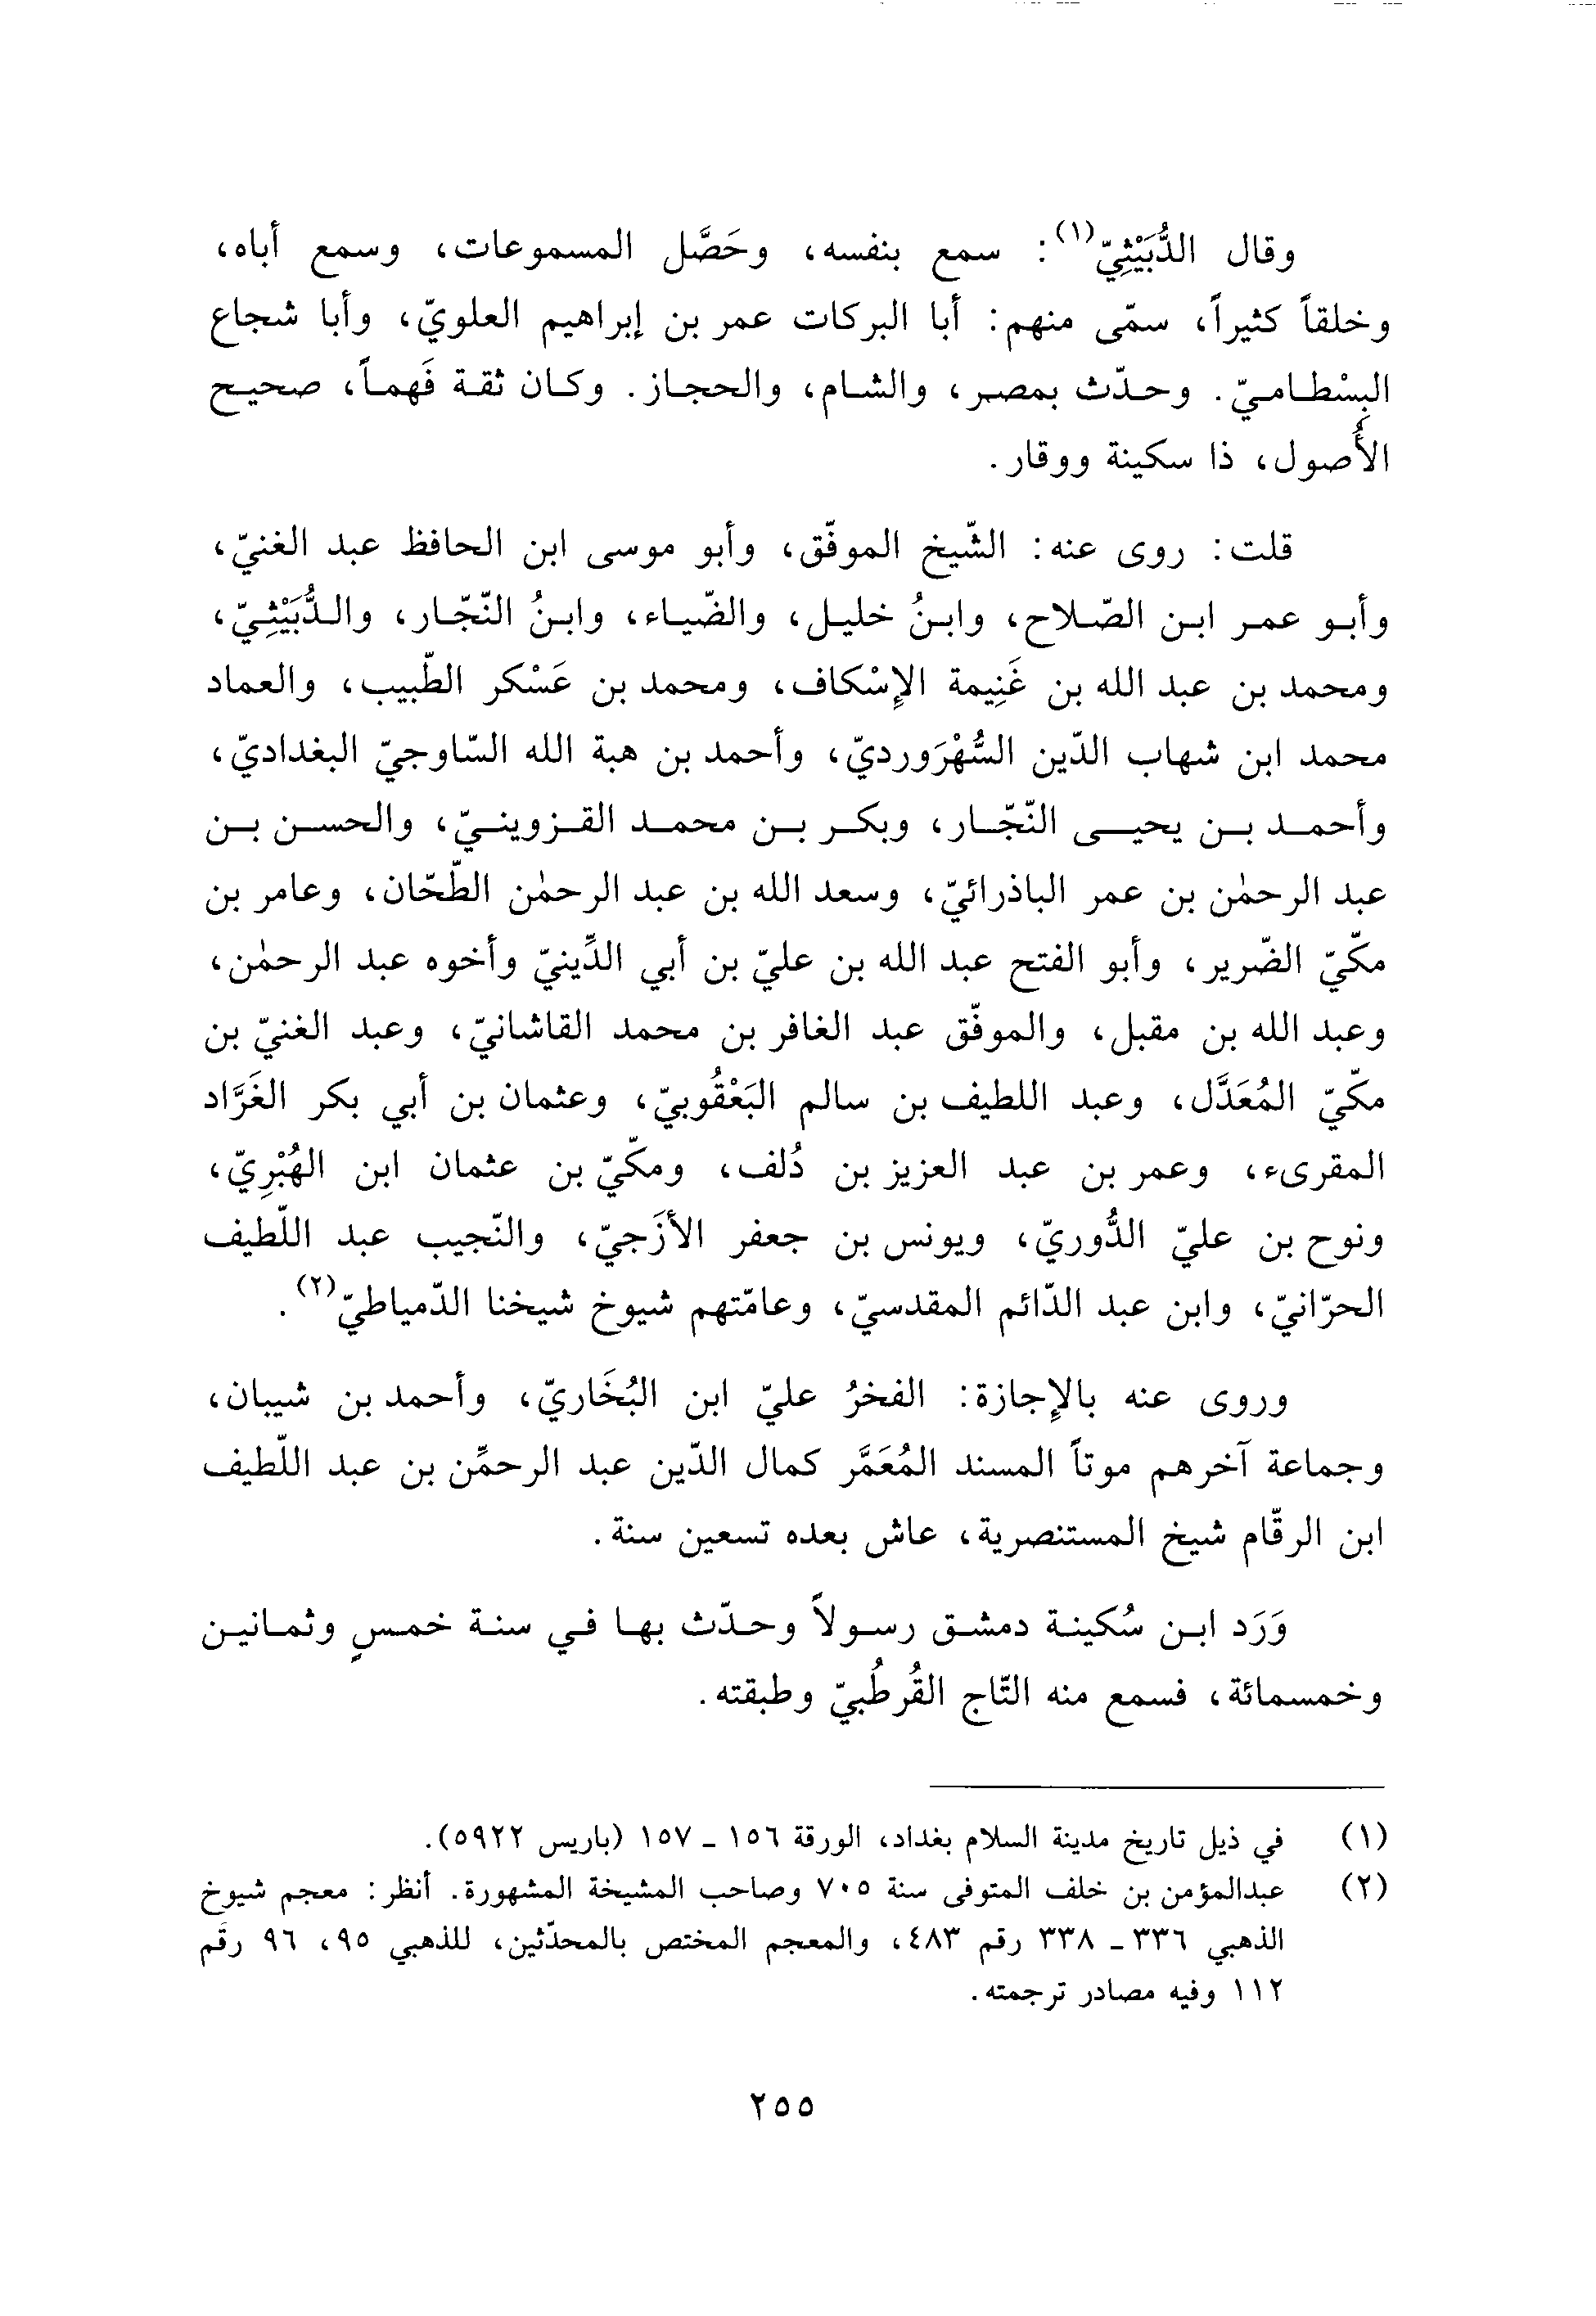 وقال الدُّبَيْثِيّ(١): سمع بنفسه، وحَصَّل المسموعات، وسمع أباه،
وخلقاً كثيراً، سمّى منهم: أبا البركات عمر بن إبراهيم العلويّ، وأبا شجاع
البِسْطاميّ. وحدّث بمصر، والشام، والحجاز. وكان ثقة فَهماً، صحيح
الأُصول، ذا سكينة ووقار.
قلت: روى عنه: الشّيخ الموفّق، وأبو موسى ابن الحافظ عبد الغنيّ،
وأبو عمر ابن الصّلاح، وابنُ خليل، والضّياء، وابنُ النّجّار، والدُّبَيْثِيّ،
ومحمد بن عبد الله بن غَنِيمة الإِسْكاف، ومحمد بن عَسْكر الطّبيب، والعماد
محمد ابن شهاب الدّين السُّهْرَورديّ، وأحمد بن هبة الله السّاوجيّ البغداديّ،
وأحمد بن يحيى النّجّار، وبكر بن محمد القزوينيّ، والحسن بن
عبد الرحمٰن بن عمر الباذرائيّ، وسعد الله بن عبد الرحمٰن الطّحّان، وعامر بن
مكّيّ الضّرير، وأبو الفتح عبد الله بن عليّ بن أبي الدِّينيّ وأخوه عبد الرحمٰن،
وعبد الله بن مقبل، والموفّق عبد الغافر بن محمد القاشانيّ، وعبد الغنيّ بن
مكّيّ المُعَدَّل، وعبد اللطيف بن سالم البَعْقُوبيّ، وعثمان بن أبي بكر الغَرَّاد
المقرىء، وعمر بن عبد العزيز بن دُلف، ومكّيّ بن عثمان ابن الهُبْرِيّ،
ونوح بن عليّ الدُّوريّ، ويونس بن جعفر الأزَجيّ، والنّجيب عبد اللّطيف
الحرّانيّ، وابن عبد الدّائم المقدسيّ، وعامّتهم شيوخ شيخنا الدّمياطيّ(٢).
وروى عنه بالإِجازة: الفخرُ عليّ ابن البُخَاريّ، وأحمد بن شيبان،
وجماعة آخرهم موتاً المسند المُعَمَّر كمال الدّين عبد الرحمٰن بن عبد اللّطيف
ابن الرقّام شيخ المستنصرية، عاش بعده تسعين سنة.
وَرَد ابن سُكينة دمشق رسولاً وحدّث بها في سنة خمسٍ وثمانين
وخمسمائة، فسمع منه التّاج القُرطُبيّ وطبقته.
(١) في ذيل تاريخ مدينة السلام بغداد، الورقة ١٥٦ - ١٥٧ (باريس ٥٩٢٢).
(٢) عبدالمؤمن بن خلف المتوفى سنة ٧٠٥ وصاحب المشيخة المشهورة. أنظر: معجم شيوخ
الذهبي ٣٣٦ - ٣٣٨ رقم ٤٨٣، والمعجم المختص بالمحدّثين، للذهبي ٩٥، ٩٦ رقم
١١٢ وفيه مصادر ترجمته.
٢٥٥